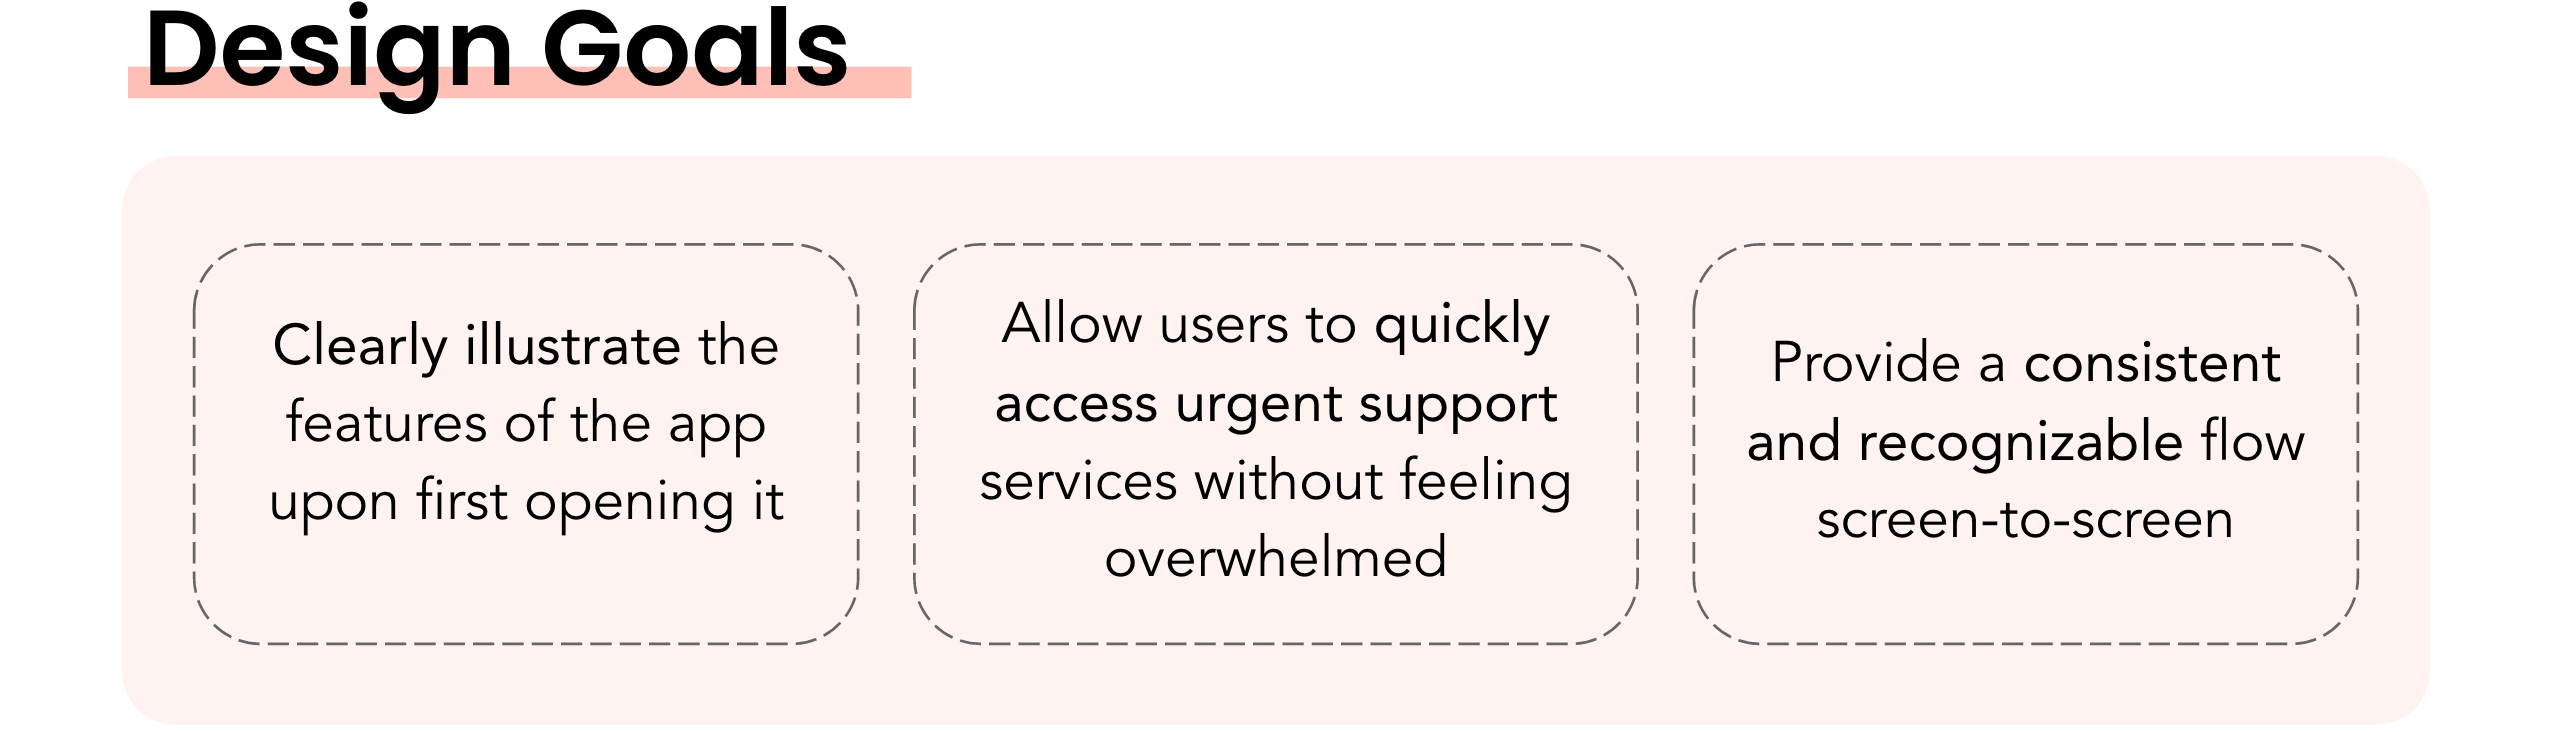 Design Goals
Clearly illustrate the
features of the app
upon first opening it
Allow users to quickly
access urgent support
services without feeling
overwhelmed
Provide a consistent
and recognizable flow
screen-to-screen